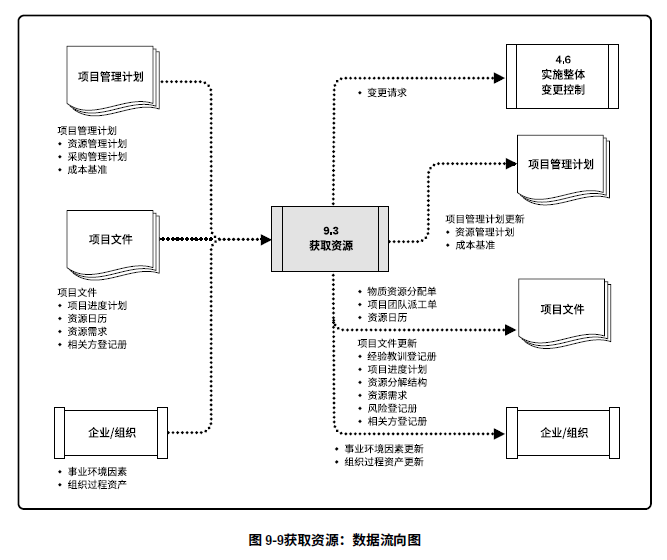 项目管理计划
项目管理计划
• 资源管理计划
• 采购管理计划
• 成本基准
项目文件
项目文件
• 项目进度计划
• 资源日历
• 资源需求
• 相关方登记册
企业/组织
• 事业环境因素
• 组织过程资产
9.3
获取资源
• 变更请求
4.6
实施整体
变更控制
项目管理计划
项目管理计划更新
• 资源管理计划
• 成本基准
• 物质资源分配单
• 项目团队派工单
• 资源日历
项目文件
项目文件更新
• 经验教训登记册
• 项目进度计划
• 资源分解结构
• 资源需求
• 风险登记册
• 相关方登记册
企业/组织
• 事业环境因素更新
• 组织过程资产更新
图 9-9获取资源：数据流向图